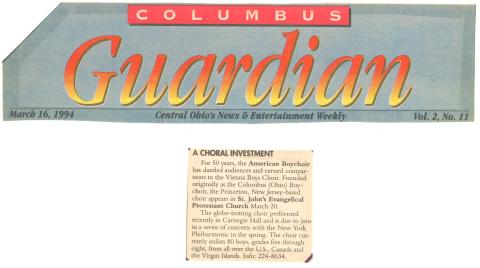 COLUMBUS
Guardian
March 16, 1994 Central Ohio's News & Entertainment Weekly Vol. 2, No. 11
A CHORAL INVESTMENT
For 50 years, the American Boychoir
has dazzled audiences and earned compar-
isons to the Vienna Boys Choir. Founded
originally as the Columbus (Ohio) Boy-
choir, the Princeton, New Jersey-based
choir appears in St. John's Evangelical
Protestant Church March 20.
The globe-trotting choir performed
recently in Carnegie Hall and is due to join
in a series of concerts with the New York
Philharmonic in the spring. The choir cur-
rently enlists 80 boys, grades five through
eight, from all over the U.S., Canada and
the Virgin Islands. Info: 224-8634.